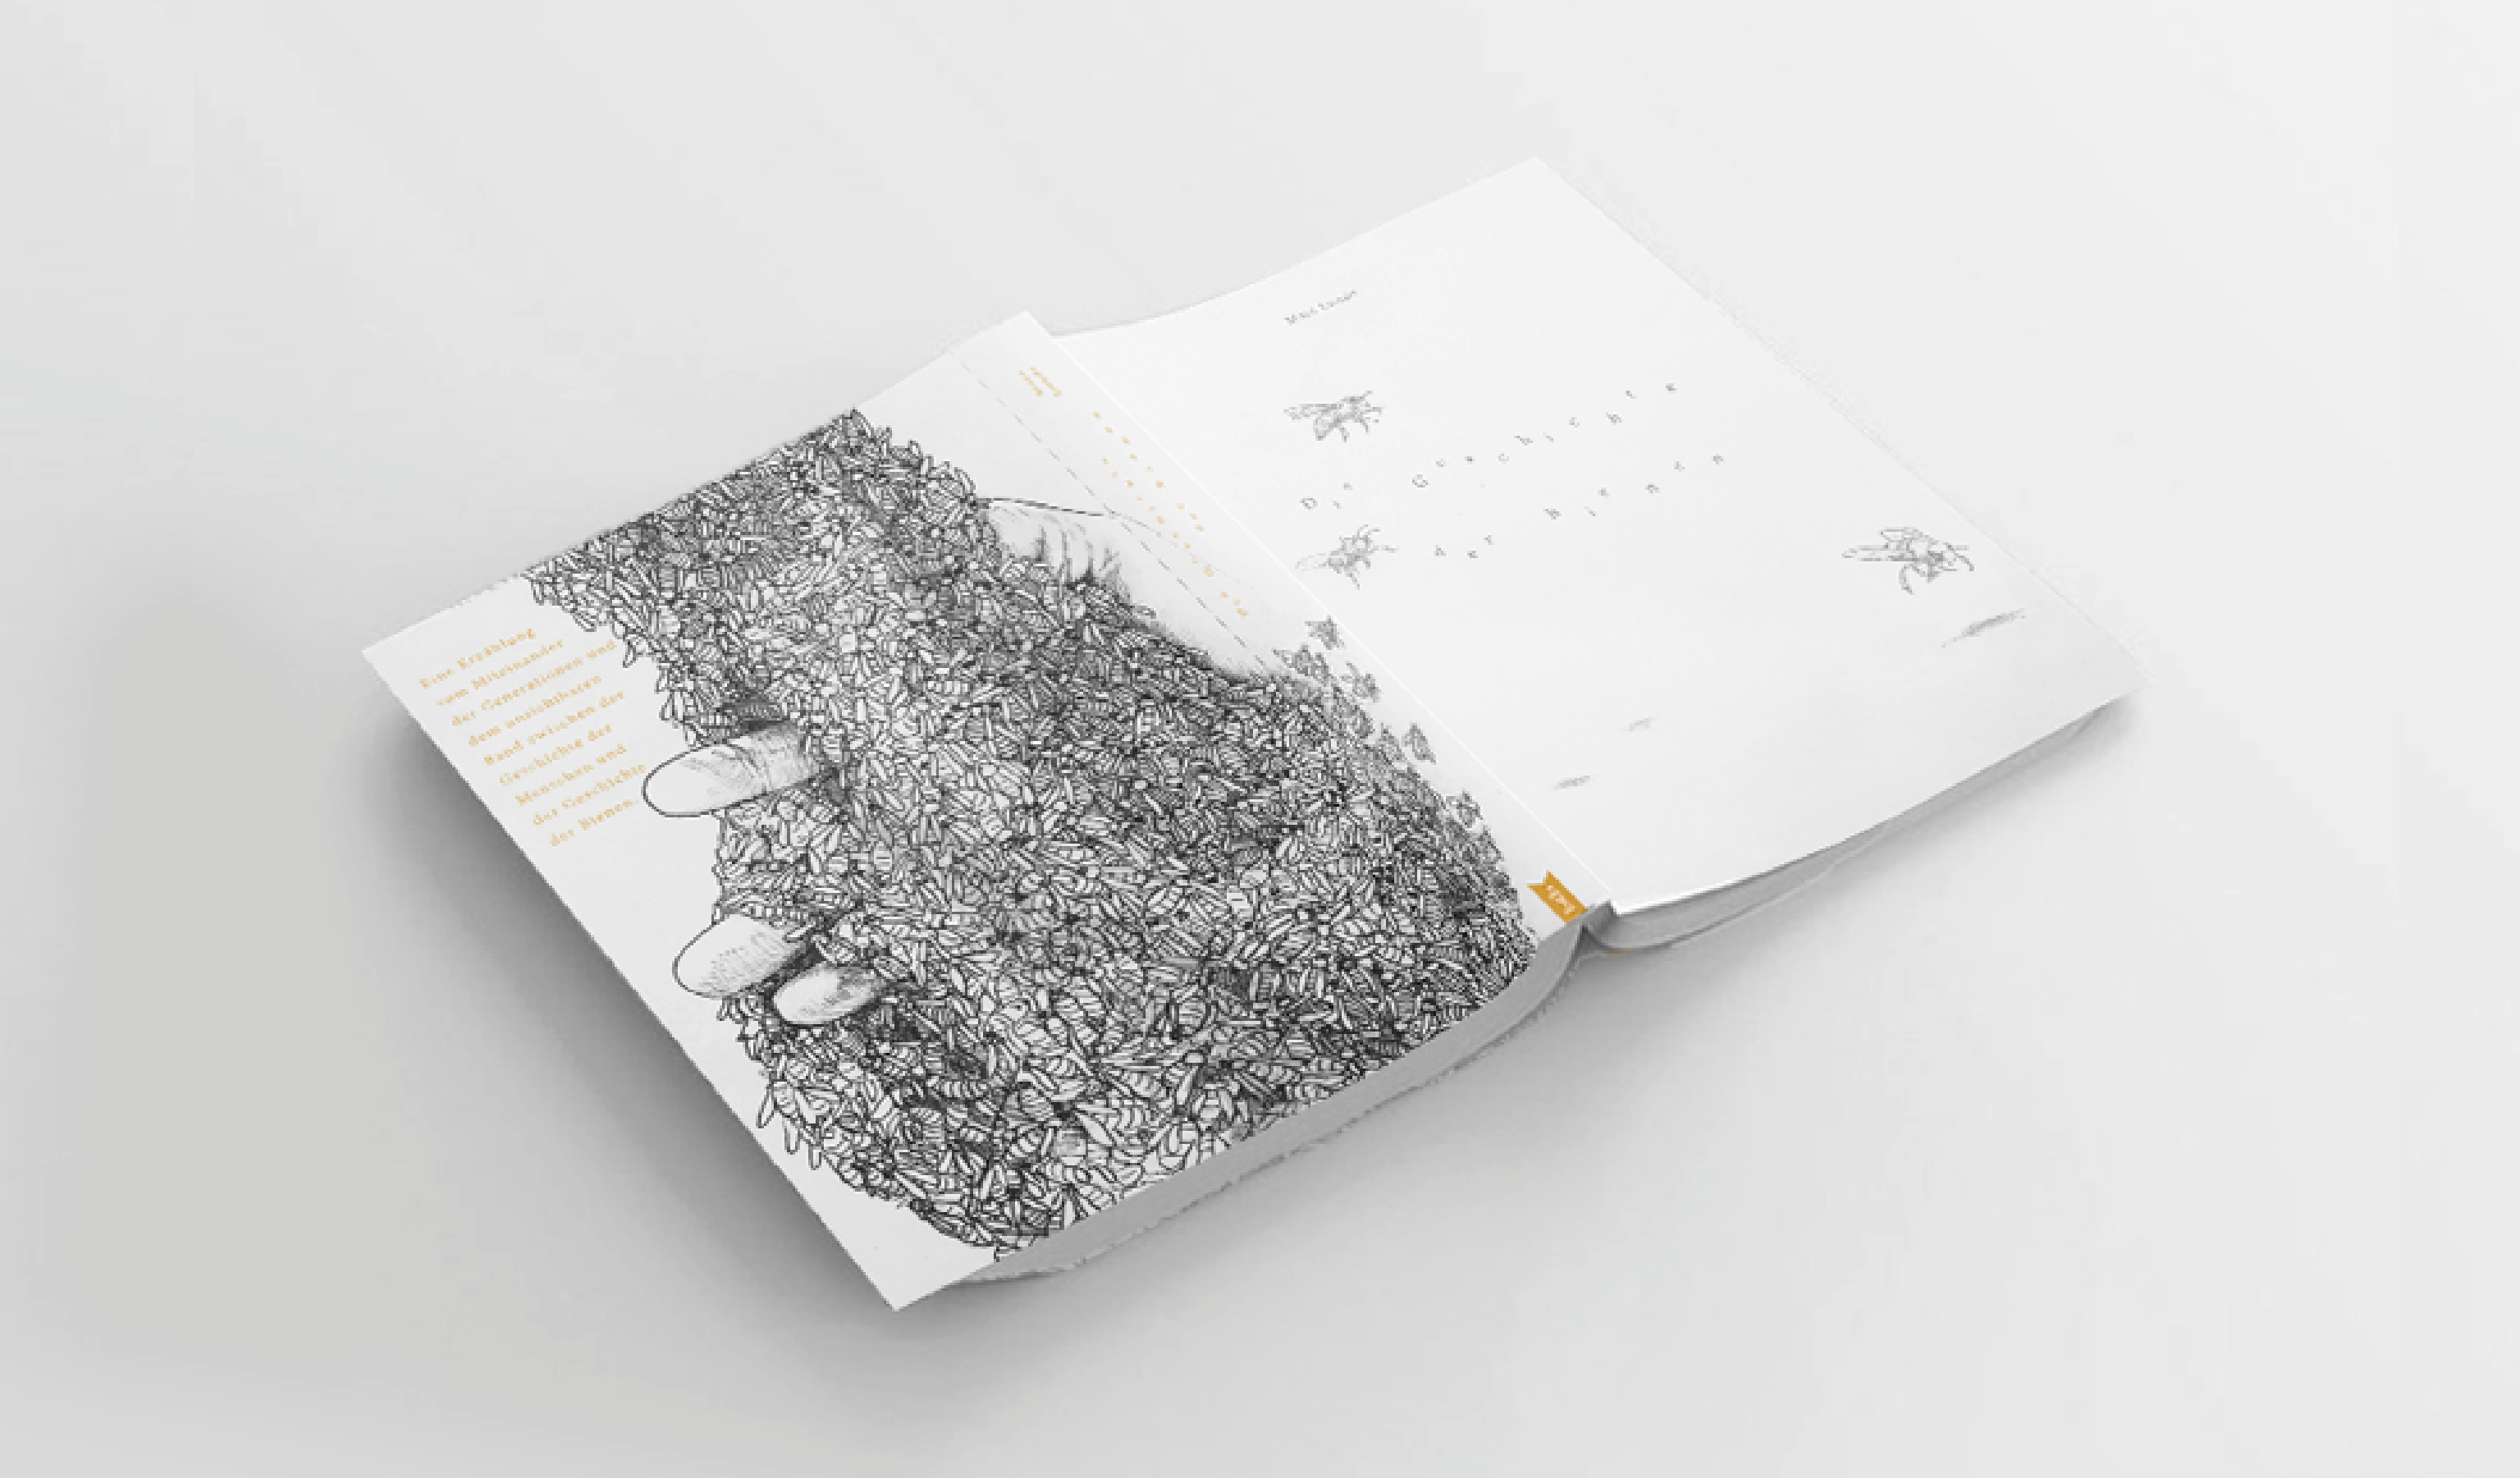 Eine Erzählung
vom Miteinander
der Generationen und
dem unsichtbaren
Band zwischen der
Geschichte der
Menschen und
der Geschichte
der Bienen.
Die Geschichte
der bienen